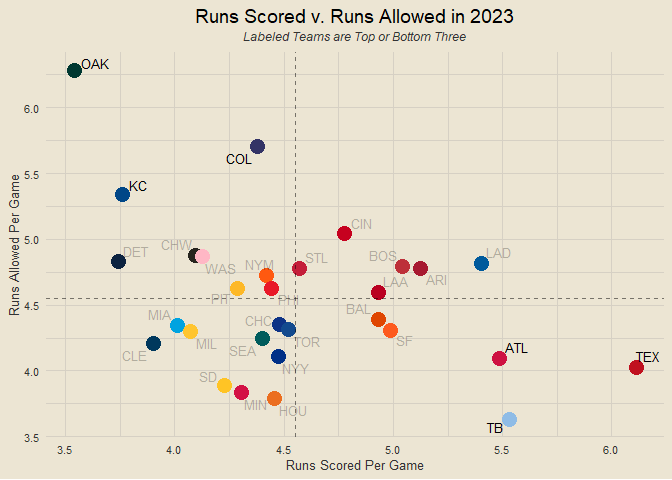 Runs Scored v. Runs Allowed in 2023
Labeled Teams are Top or Bottom Three
OAK
6.0
COL
5.5
KC
CIN
5.0
DET
CHW
WAS
NYM
STL
BOS
ARI
LAD
LAA
PIT
PHI
4.5
MIA
MIL
CHC
TOR
BAL
SF
CLE
SEA
NYY
ATL
TEX
4.0
SD
MIN
HOU
TB
3.5
Runs Allowed Per Game
3.5
4.0
4.5
5.0
5.5
6.0
Runs Scored Per Game